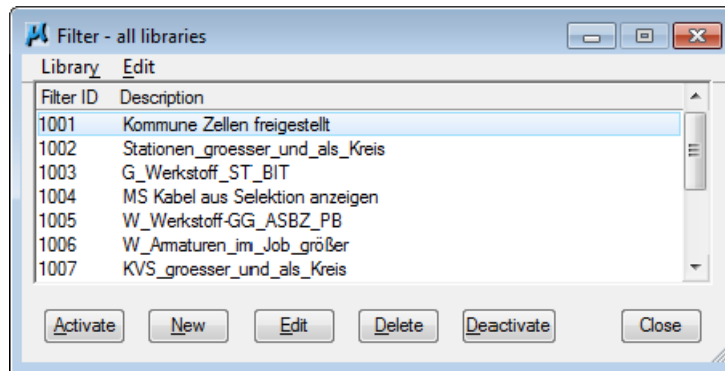 Filter - all libraries
Library Edit
Filter ID Description
1001 Kommune Zellen freigestellt
1002 Stationen_groesser_und_als_Kreis
1003 G_Werkstoff_ST_BIT
1004 MS Kabel aus Selektion anzeigen
1005 W_Werkstoff-GG_ASBZ_PB
1006 W_Armaturen_im_Job_größer
1007 KVS_groesser_und_als_Kreis
Activate New Edit Delete Deactivate Close